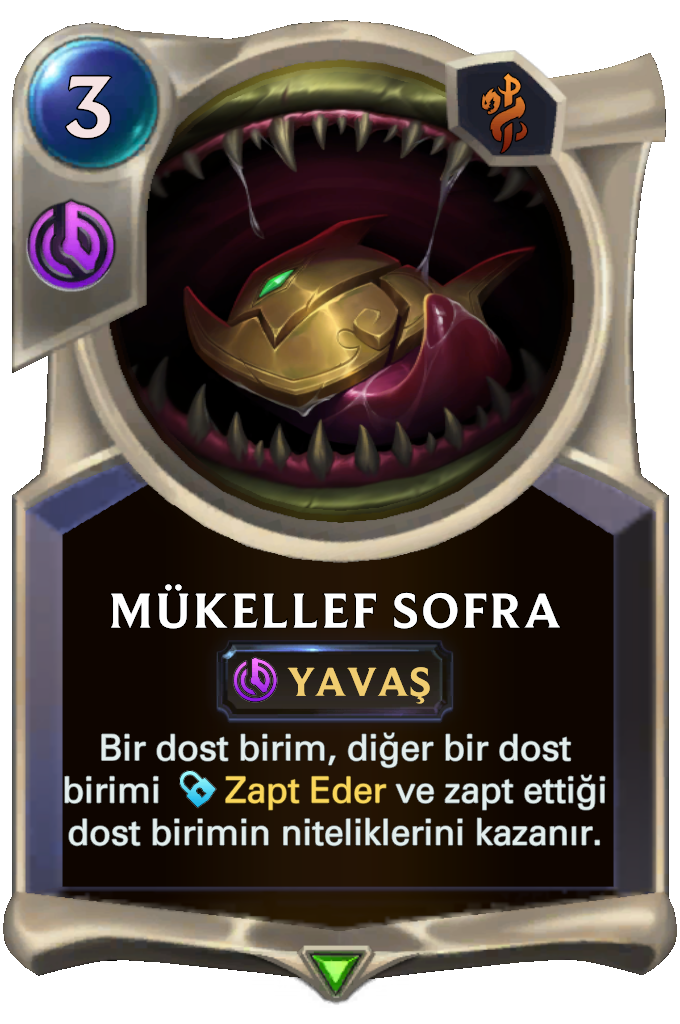 3
MÜKELLEF SOFRA
YAVAŞ
Bir dost birim, diğer bir dost
birimi Zapt Eder ve zapt ettiği
dost birimin niteliklerini kazanır.